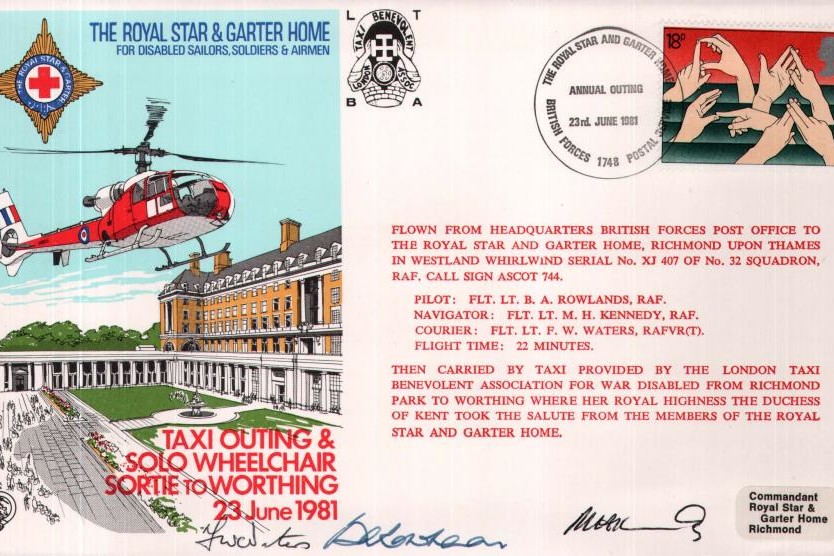 THE ROYAL STAR & GARTER HOME
FOR DISABLED SAILORS, SOLDIERS & AIRMEN
THE ROYAL STAR & GARTER
L T
TAXI BENEVOLENT
LONDON ASSOC.
B A
THE ROYAL STAR AND GARTER HOME
ANNUAL OUTING
23rd. JUNE 1981
BRITISH FORCES 1748 POSTAL SERVICE
18p
FLOWN FROM HEADQUARTERS BRITISH FORCES POST OFFICE TO
THE ROYAL STAR AND GARTER HOME, RICHMOND UPON THAMES
IN WESTLAND WHIRLWIND SERIAL No. XJ 407 OF No. 32 SQUADRON,
RAF. CALL SIGN ASCOT 744.
PILOT: FLT. LT. B. A. ROWLANDS, RAF.
NAVIGATOR: FLT. LT. M. H. KENNEDY, RAF.
COURIER: FLT. LT. F. W. WATERS, RAFVR(T).
FLIGHT TIME: 22 MINUTES.
THEN CARRIED BY TAXI PROVIDED BY THE LONDON TAXI
BENEVOLENT ASSOCIATION FOR WAR DISABLED FROM RICHMOND
PARK TO WORTHING WHERE HER ROYAL HIGHNESS THE DUCHESS
OF KENT TOOK THE SALUTE FROM THE MEMBERS OF THE ROYAL
STAR AND GARTER HOME.
TAXI OUTING &
SOLO WHEELCHAIR
SORTIE TO WORTHING
23 June 1981
Commandant
Royal Star &
Garter Home
Richmond